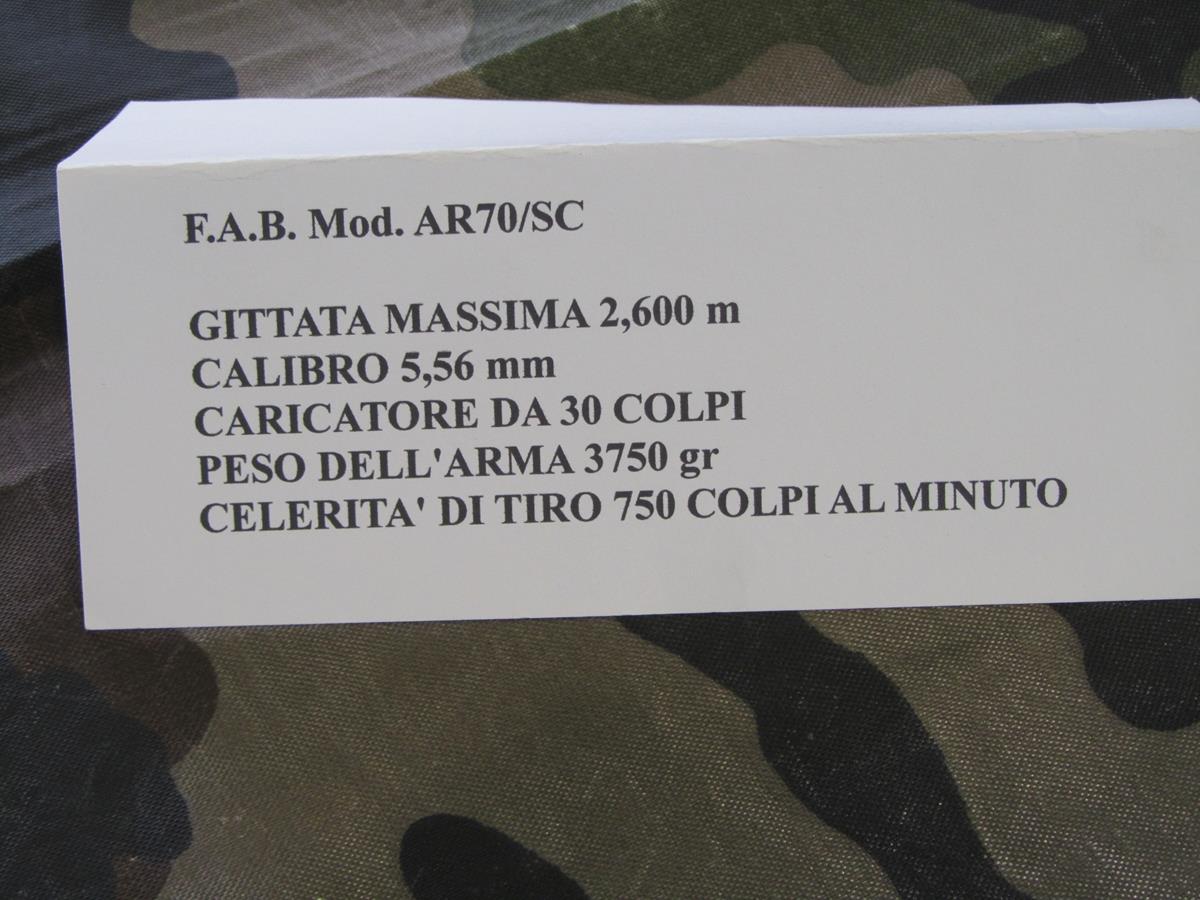 F.A.B. Mod. AR70/SC
GITTATA MASSIMA 2,600 m
CALIBRO 5,56 mm
CARICATORE DA 30 COLPI
PESO DELL'ARMA 3750 gr
CELERITA' DI TIRO 750 COLPI AL MINUTO